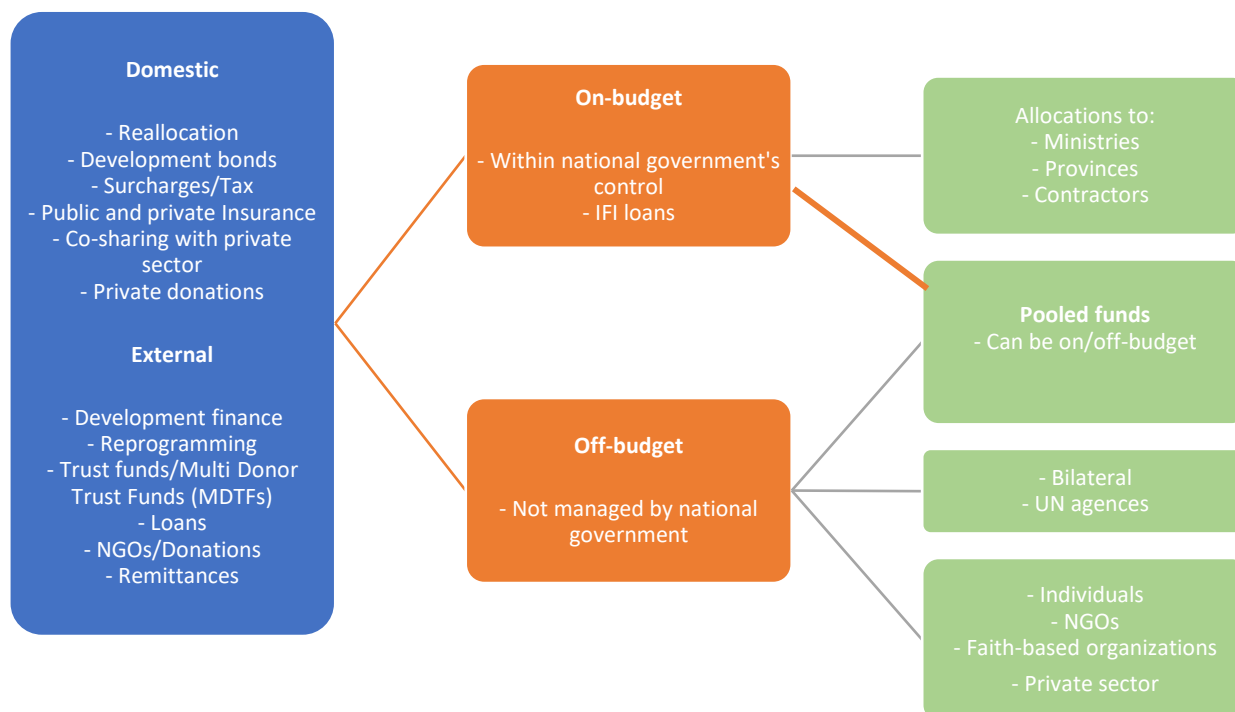 Domestic
- Reallocation
- Development bonds
- Surcharges/Tax
- Public and private Insurance
- Co-sharing with private
sector
- Private donations
External
- Development finance
- Reprogramming
- Trust funds/Multi Donor
Trust Funds (MDTFs)
- Loans
- NGOs/Donations
- Remittances
On-budget
- Within national government's
control
- IFI loans
Off-budget
- Not managed by national
government
Allocations to:
- Ministries
- Provinces
- Contractors
Pooled funds
- Can be on/off-budget
- Bilateral
- UN agences
- Individuals
- NGOs
- Faith-based organizations
- Private sector